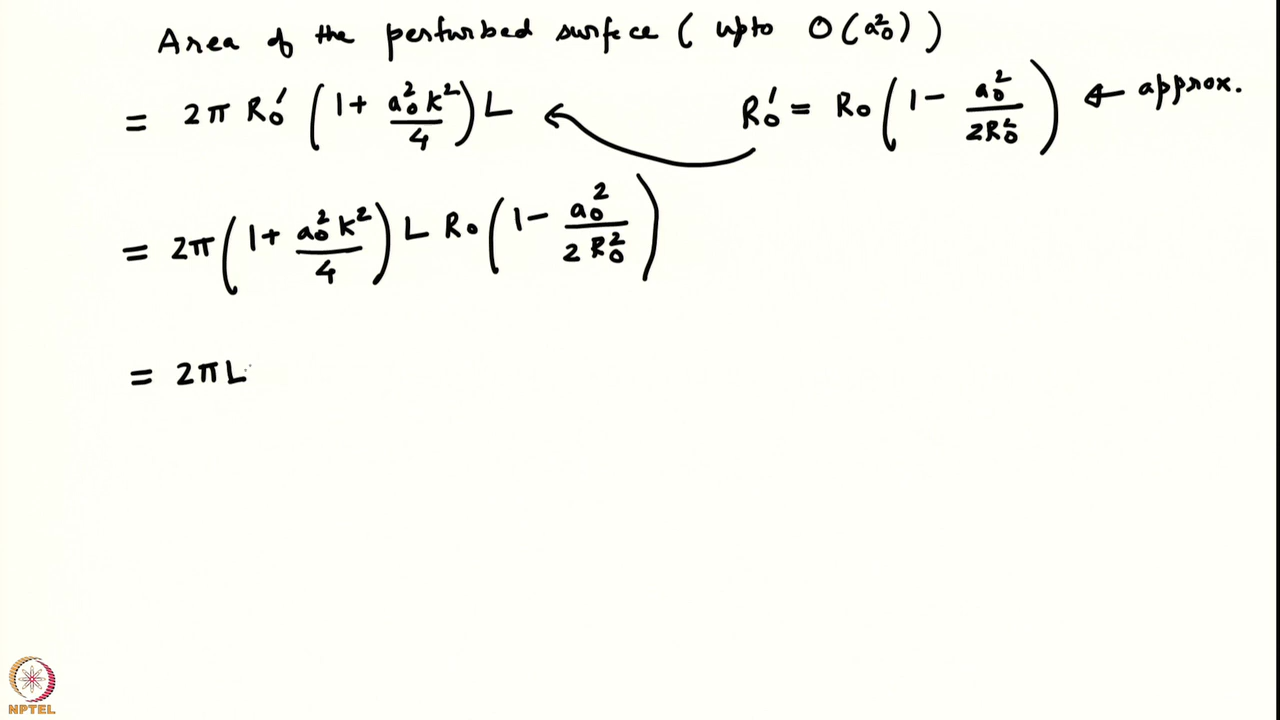 Area of the perturbed surface ( upto O(a₀²) )
= 2π R₀′ (1 + a₀²k²/4) L ← R₀′ = R₀ (1 − a₀²/2R₀²) ← approx.
= 2π (1 + a₀²k²/4) L R₀ (1 − a₀²/2R₀²)
= 2πL
NPTEL